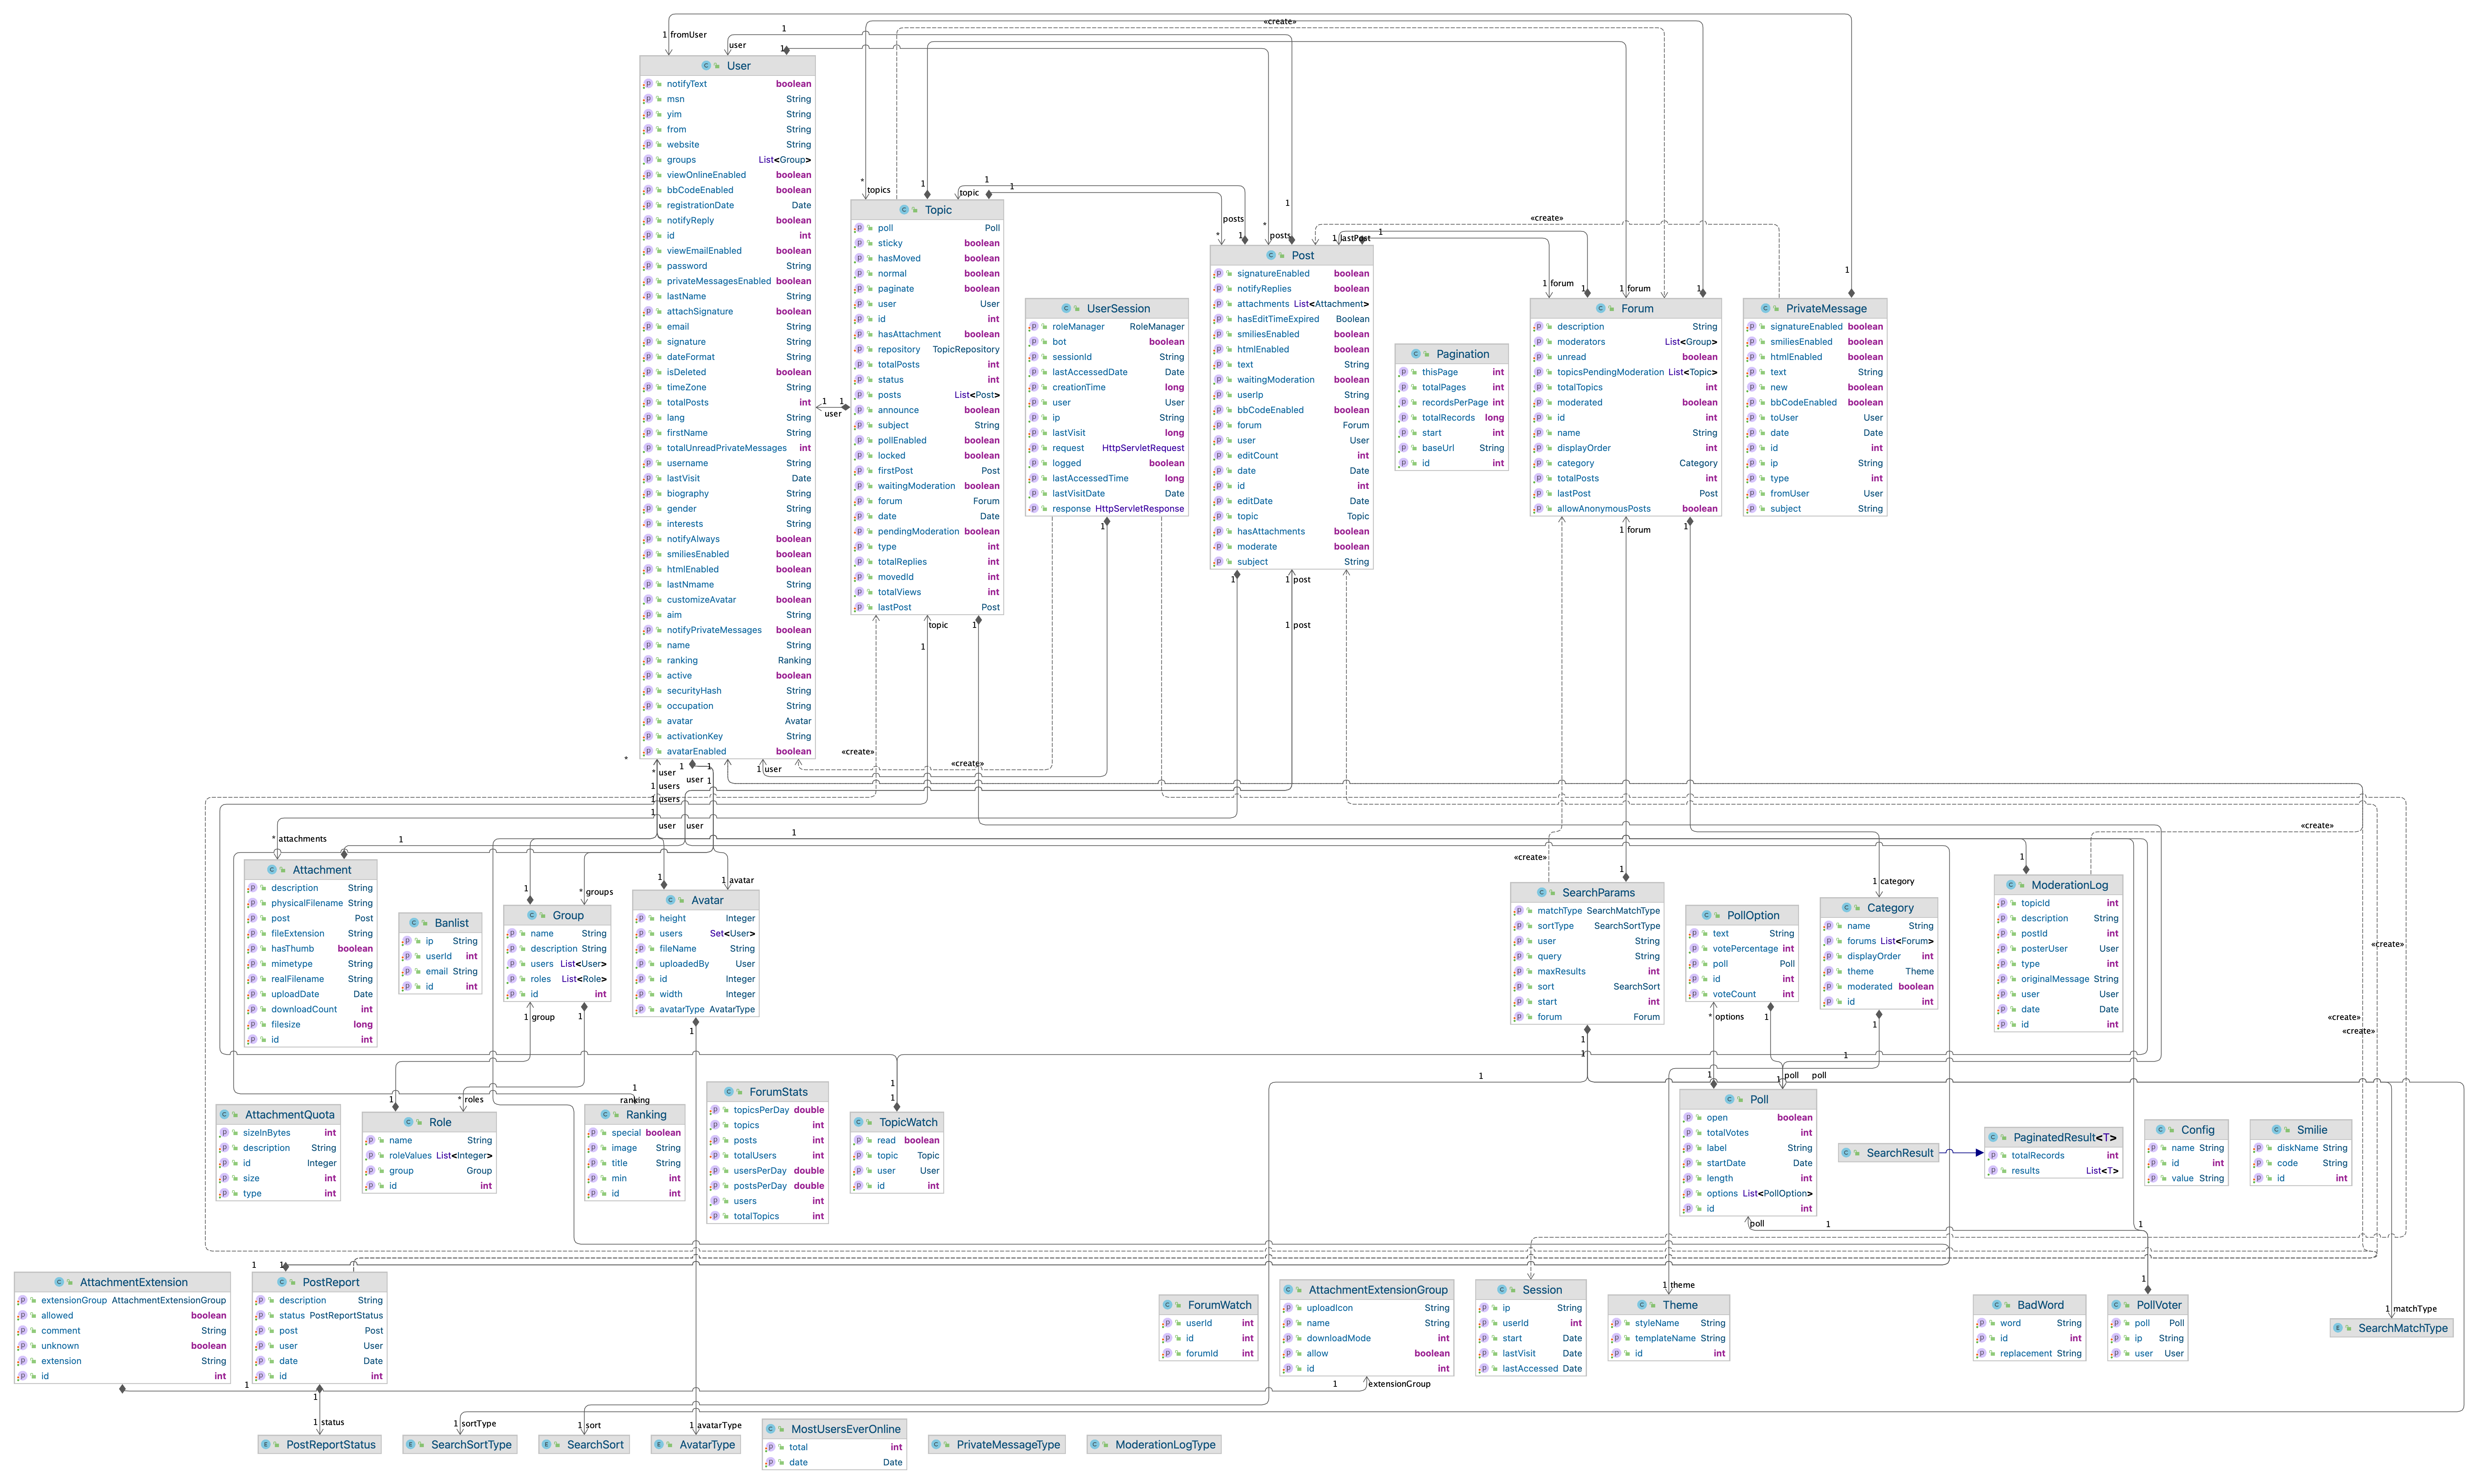 «create»
1 fromUser
1
user
1
User
notifyText boolean
msn String
yim String
from String
website String
groups List<Group>
viewOnlineEnabled boolean
bbCodeEnabled boolean
registrationDate Date
notifyReply boolean
id int
viewEmailEnabled boolean
password String
privateMessagesEnabled boolean
lastName String
attachSignature boolean
email String
signature String
dateFormat String
isDeleted boolean
timeZone String
totalPosts int
lang String
firstName String
totalUnreadPrivateMessages int
username String
lastVisit Date
biography String
gender String
interests String
notifyAlways boolean
smiliesEnabled boolean
htmlEnabled boolean
lastNname String
customizeAvatar boolean
aim String
notifyPrivateMessages boolean
name String
ranking Ranking
active boolean
securityHash String
occupation String
avatar Avatar
activationKey String
avatarEnabled boolean
*
topics
1
topic
1
1
Topic
poll Poll
sticky boolean
hasMoved boolean
normal boolean
paginate boolean
user User
id int
hasAttachment boolean
repository TopicRepository
totalPosts int
status int
posts List<Post>
announce boolean
subject String
pollEnabled boolean
locked boolean
firstPost Post
waitingModeration boolean
forum Forum
date Date
pendingModeration boolean
type int
totalReplies int
movedId int
totalViews int
lastPost Post
1
1
user
UserSession
roleManager RoleManager
bot boolean
sessionId String
lastAccessedDate Date
creationTime long
user User
ip String
lastVisit long
request HttpServletRequest
logged boolean
lastAccessedTime long
lastVisitDate Date
response HttpServletResponse
1
posts
*
1
*
posts
1
1 lastPost
1
«create»
Post
signatureEnabled boolean
notifyReplies boolean
attachments List<Attachment>
hasEditTimeExpired Boolean
smiliesEnabled boolean
htmlEnabled boolean
text String
waitingModeration boolean
userIp String
bbCodeEnabled boolean
forum Forum
user User
editCount int
date Date
id int
editDate Date
topic Topic
hasAttachments boolean
moderate boolean
subject String
1
1 post
1 post
Pagination
thisPage int
totalPages int
recordsPerPage int
totalRecords long
start int
baseUrl String
id int
1 forum
1
1 forum
1
Forum
description String
moderators List<Group>
unread boolean
topicsPendingModeration List<Topic>
totalTopics int
moderated boolean
id int
name String
displayOrder int
category Category
totalPosts int
lastPost Post
allowAnonymousPosts boolean
1 forum
1
1
PrivateMessage
signatureEnabled boolean
smiliesEnabled boolean
htmlEnabled boolean
text String
new boolean
bbCodeEnabled boolean
toUser User
date Date
id int
ip String
type int
fromUser User
subject String
topic
1
1
«create»
«create»
1 user
*
* user
1
1
user
1
1 users
1 users
1
user
user
1
* attachments
1
Attachment
description String
physicalFilename String
post Post
fileExtension String
hasThumb boolean
mimetype String
realFilename String
uploadDate Date
downloadCount int
filesize long
id int
Banlist
ip String
userId int
email String
id int
1
* groups
Group
name String
description String
users List<User>
roles List<Role>
id int
1 group
1
1
1 avatar
Avatar
height Integer
users Set<User>
fileName String
uploadedBy User
id Integer
width Integer
avatarType AvatarType
1
«create»
1
SearchParams
matchType SearchMatchType
sortType SearchSortType
user String
query String
maxResults int
sort SearchSort
start int
forum Forum
1
1
1
PollOption
text String
votePercentage int
poll Poll
id int
voteCount int
* options
1
1 category
Category
name String
forums List<Forum>
displayOrder int
theme Theme
moderated boolean
id int
1
1
«create»
1
ModerationLog
topicId int
description String
postId int
posterUser User
type int
originalMessage String
user User
date Date
id int
«create»
«create»
«create»
AttachmentQuota
sizeInBytes int
description String
id Integer
size int
type int
1
* roles
Role
name String
roleValues List<Integer>
group Group
id int
1
ranking
Ranking
special boolean
image String
title String
min int
id int
ForumStats
topicsPerDay double
topics int
posts int
totalUsers int
usersPerDay double
postsPerDay double
users int
totalTopics int
1
1
TopicWatch
read boolean
topic Topic
user User
id int
1
1
poll
poll
Poll
open boolean
totalVotes int
label String
startDate Date
length int
options List<PollOption>
id int
poll
1
1
SearchResult
PaginatedResult<T>
totalRecords int
results List<T>
Config
name String
id int
value String
Smilie
diskName String
code String
id int
AttachmentExtension
extensionGroup AttachmentExtensionGroup
allowed boolean
comment String
unknown boolean
extension String
id int
1
1
1
PostReport
description String
status PostReportStatus
post Post
user User
date Date
id int
1
1 status
ForumWatch
userId int
id int
forumId int
AttachmentExtensionGroup
uploadIcon String
name String
downloadMode int
allow boolean
id int
1
extensionGroup
Session
ip String
userId int
start Date
lastVisit Date
lastAccessed Date
1 theme
Theme
styleName String
templateName String
id int
BadWord
word String
id int
replacement String
1
PollVoter
poll Poll
ip String
user User
1 matchType
SearchMatchType
PostReportStatus
1 sortType
SearchSortType
1 sort
SearchSort
1 avatarType
AvatarType
MostUsersEverOnline
total int
date Date
PrivateMessageType
ModerationLogType